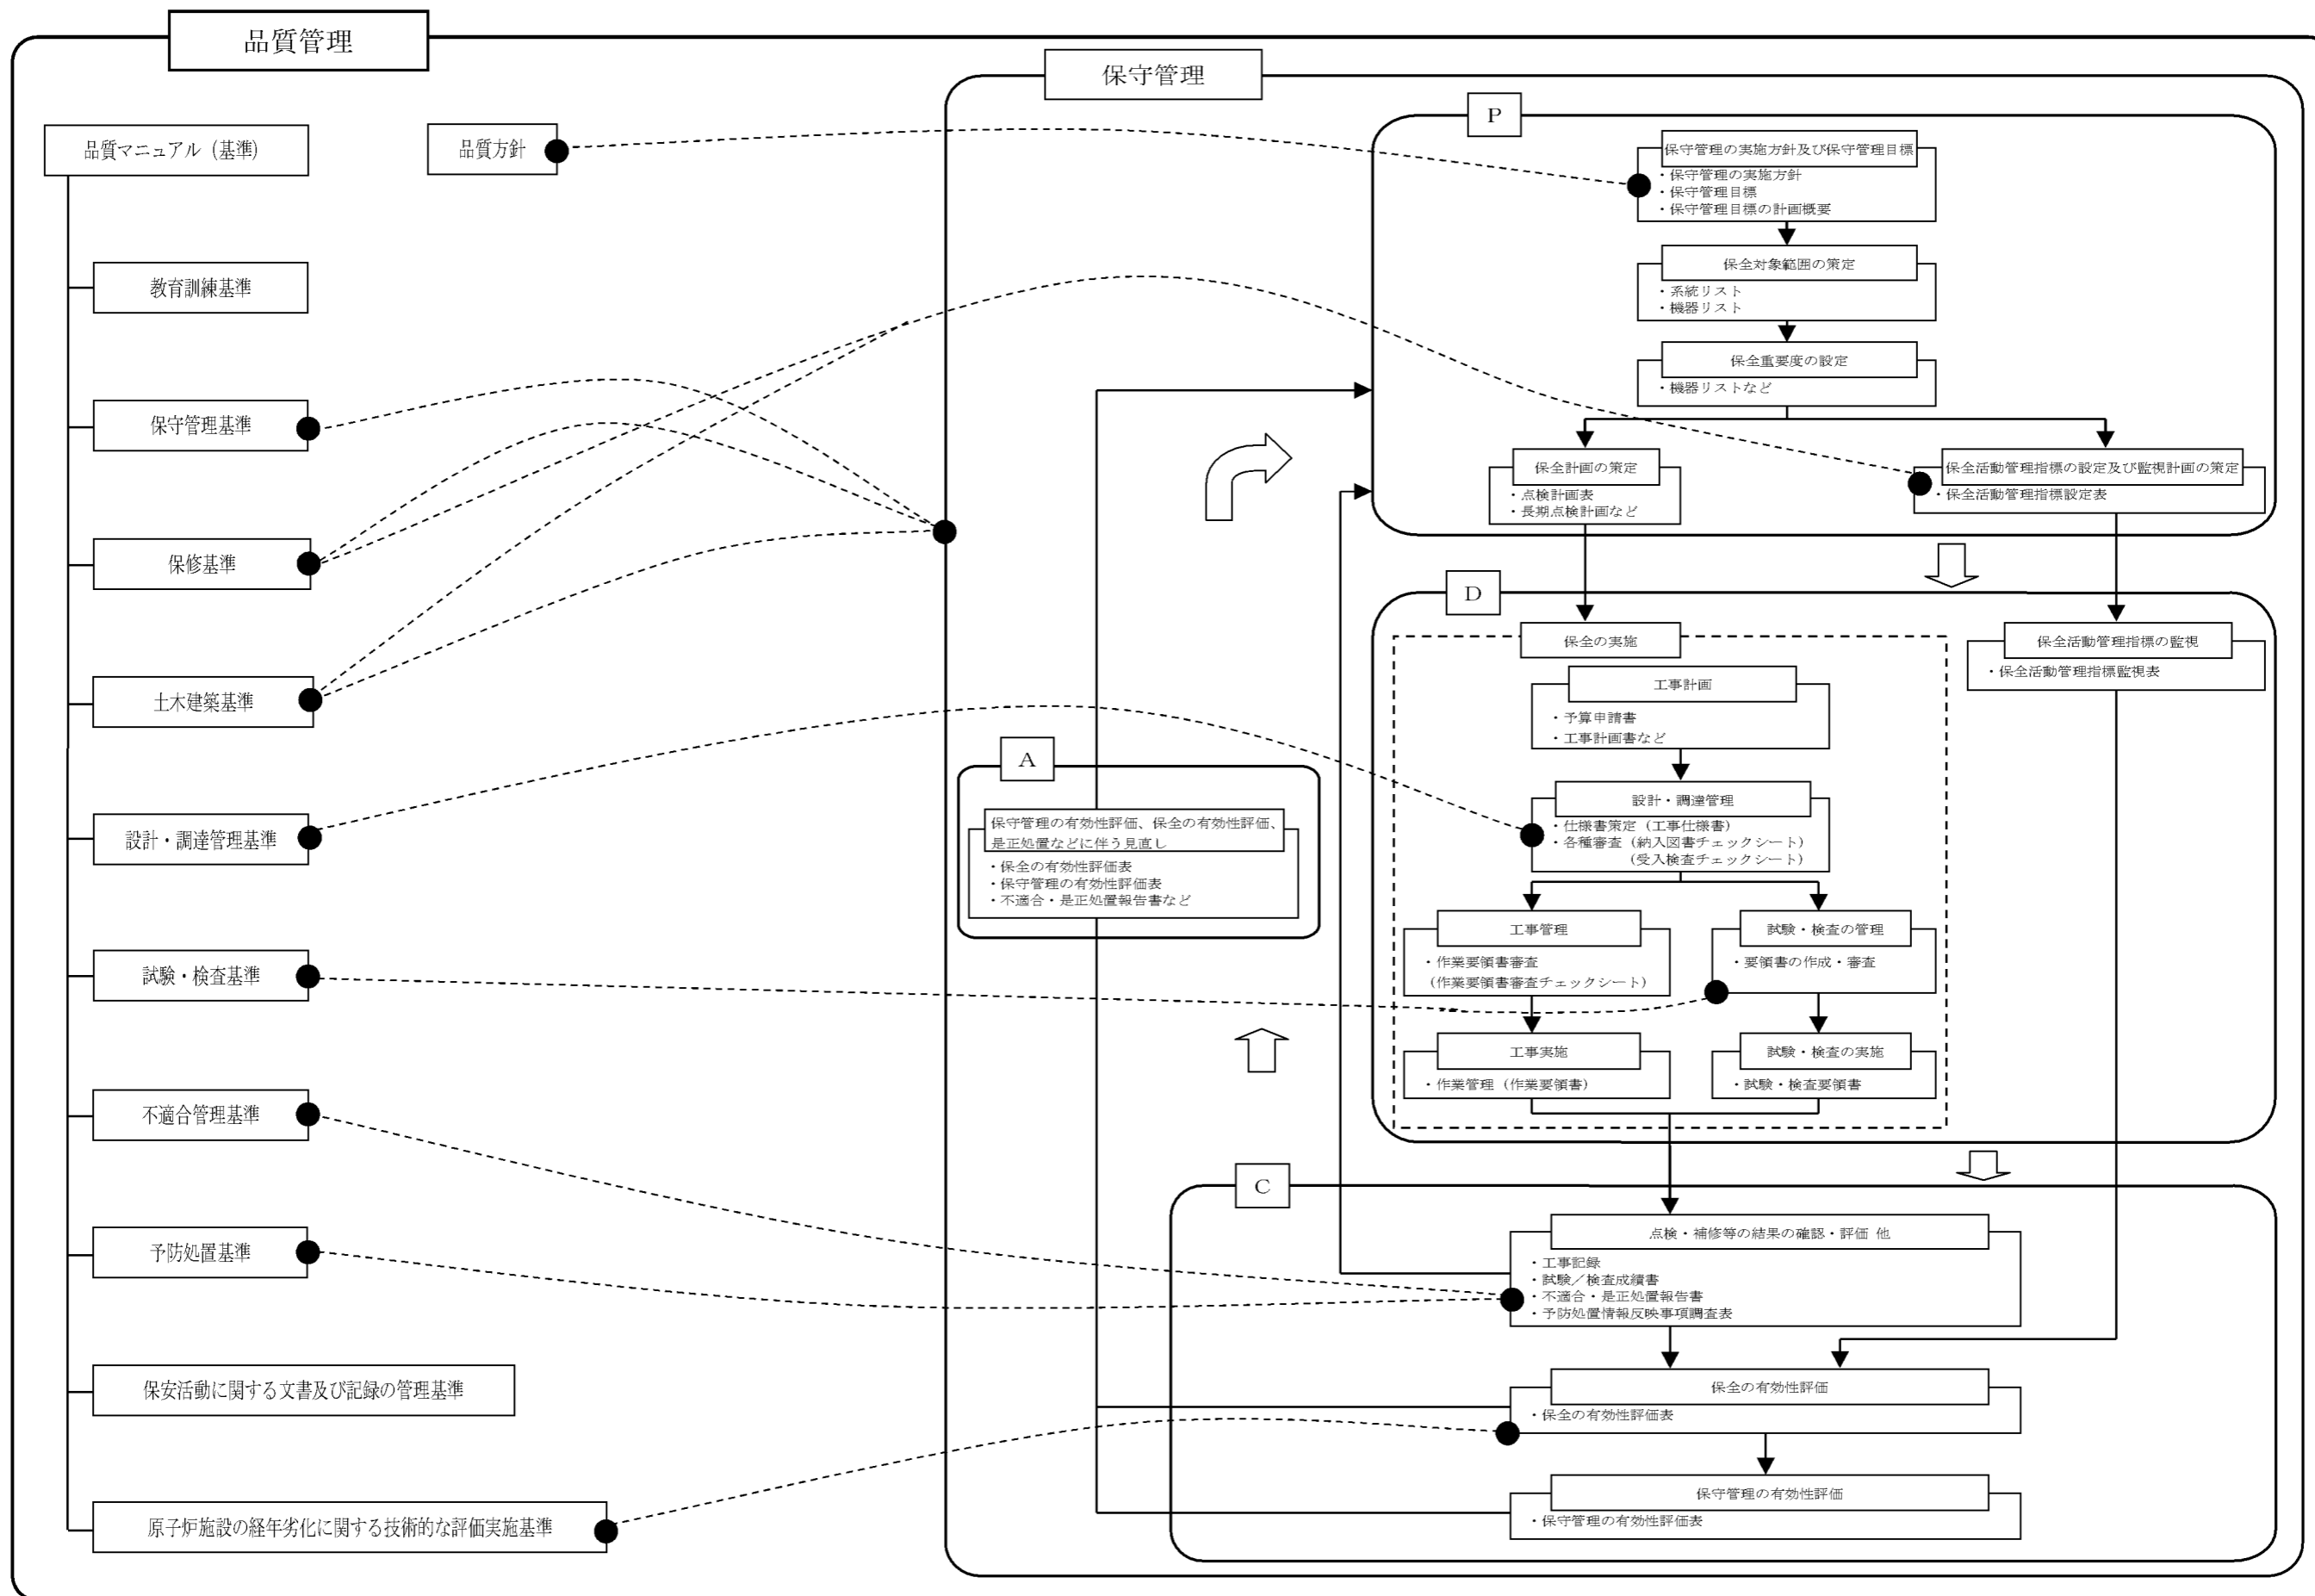 品質管理
品質マニュアル（基準）
品質方針
教育訓練基準
保守管理基準
保修基準
土木建築基準
設計・調達管理基準
試験・検査基準
不適合管理基準
予防処置基準
保安活動に関する文書及び記録の管理基準
原子炉施設の経年劣化に関する技術的な評価実施基準
保守管理
P
保守管理の実施方針及び保守管理目標
・保守管理の実施方針
・保守管理目標
・保守管理目標の計画概要
保全対象範囲の策定
・系統リスト
・機器リスト
保全重要度の設定
・機器リストなど
保全計画の策定
・点検計画表
・長期点検計画など
保全活動管理指標の設定及び監視計画の策定
・保全活動管理指標設定表
D
保全の実施
工事計画
・予算申請書
・工事計画書など
設計・調達管理
・仕様書策定（工事仕様書）
・各種審査（納入図書チェックシート）
（受入検査チェックシート）
工事管理
・作業要領書審査
（作業要領書審査チェックシート）
試験・検査の管理
・要領書の作成・審査
工事実施
・作業管理（作業要領書）
試験・検査の実施
・試験・検査要領書
保全活動管理指標の監視
・保全活動管理指標監視表
A
保守管理の有効性評価、保全の有効性評価、
是正処置などに伴う見直し
・保全の有効性評価表
・保守管理の有効性評価表
・不適合・是正処置報告書など
C
点検・補修等の結果の確認・評価 他
・工事記録
・試験／検査成績書
・不適合・是正処置報告書
・予防処置情報反映事項調査表
保全の有効性評価
・保全の有効性評価表
保守管理の有効性評価
・保守管理の有効性評価表